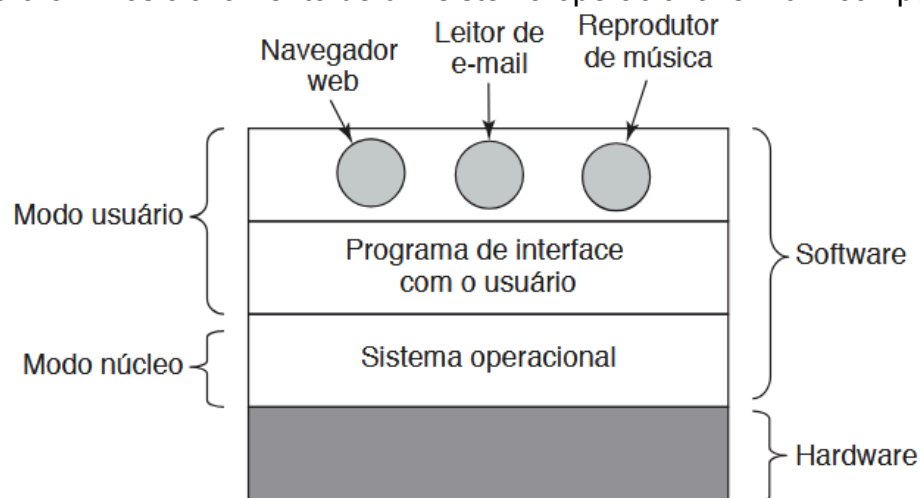 Navegador
web
Leitor de
e-mail
Reprodutor
de música
Modo usuário
Programa de interface
com o usuário
Software
Modo núcleo
Sistema operacional
Hardware